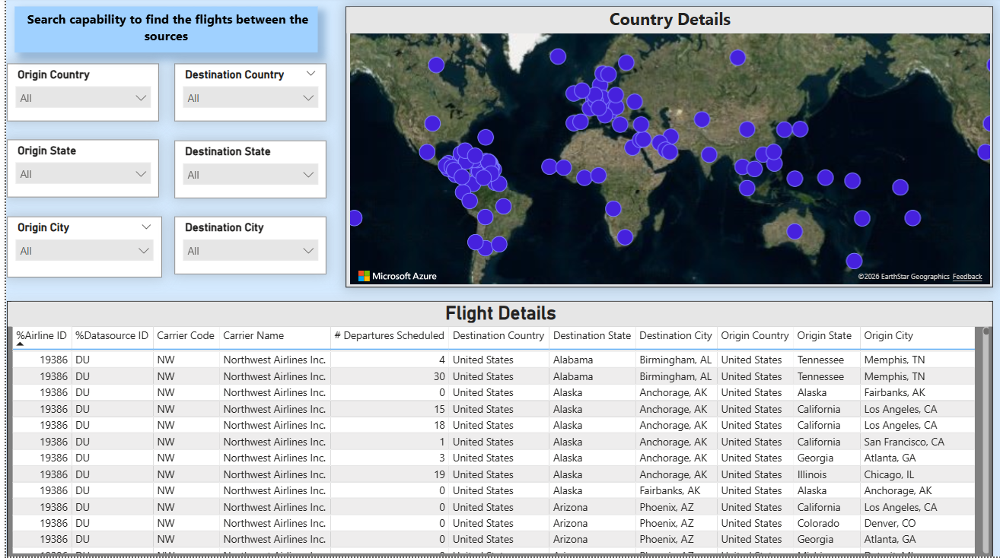 Search capability to find the flights between the
sources
Country Details
Origin Country
All
Destination Country
All
Origin State
All
Destination State
All
Origin City
All
Destination City
All
Microsoft Azure
©2026 EarthStar Geographics Feedback
Flight Details
%Airline ID %Datasource ID Carrier Code Carrier Name # Departures Scheduled Destination Country Destination State Destination City Origin Country Origin State Origin City
19386 DU NW Northwest Airlines Inc. 4 United States Alabama Birmingham, AL United States Tennessee Memphis, TN
19386 DU NW Northwest Airlines Inc. 30 United States Alabama Birmingham, AL United States Tennessee Memphis, TN
19386 DU NW Northwest Airlines Inc. 0 United States Alaska Anchorage, AK United States Alaska Fairbanks, AK
19386 DU NW Northwest Airlines Inc. 15 United States Alaska Anchorage, AK United States California Los Angeles, CA
19386 DU NW Northwest Airlines Inc. 18 United States Alaska Anchorage, AK United States California Los Angeles, CA
19386 DU NW Northwest Airlines Inc. 1 United States Alaska Anchorage, AK United States California San Francisco, CA
19386 DU NW Northwest Airlines Inc. 3 United States Alaska Anchorage, AK United States Georgia Atlanta, GA
19386 DU NW Northwest Airlines Inc. 19 United States Alaska Anchorage, AK United States Illinois Chicago, IL
19386 DU NW Northwest Airlines Inc. 0 United States Alaska Fairbanks, AK United States Alaska Anchorage, AK
19386 DU NW Northwest Airlines Inc. 0 United States Arizona Phoenix, AZ United States California Los Angeles, CA
19386 DU NW Northwest Airlines Inc. 0 United States Arizona Phoenix, AZ United States Colorado Denver, CO
19386 DU NW Northwest Airlines Inc. 0 United States Arizona Phoenix, AZ United States Georgia Atlanta, GA